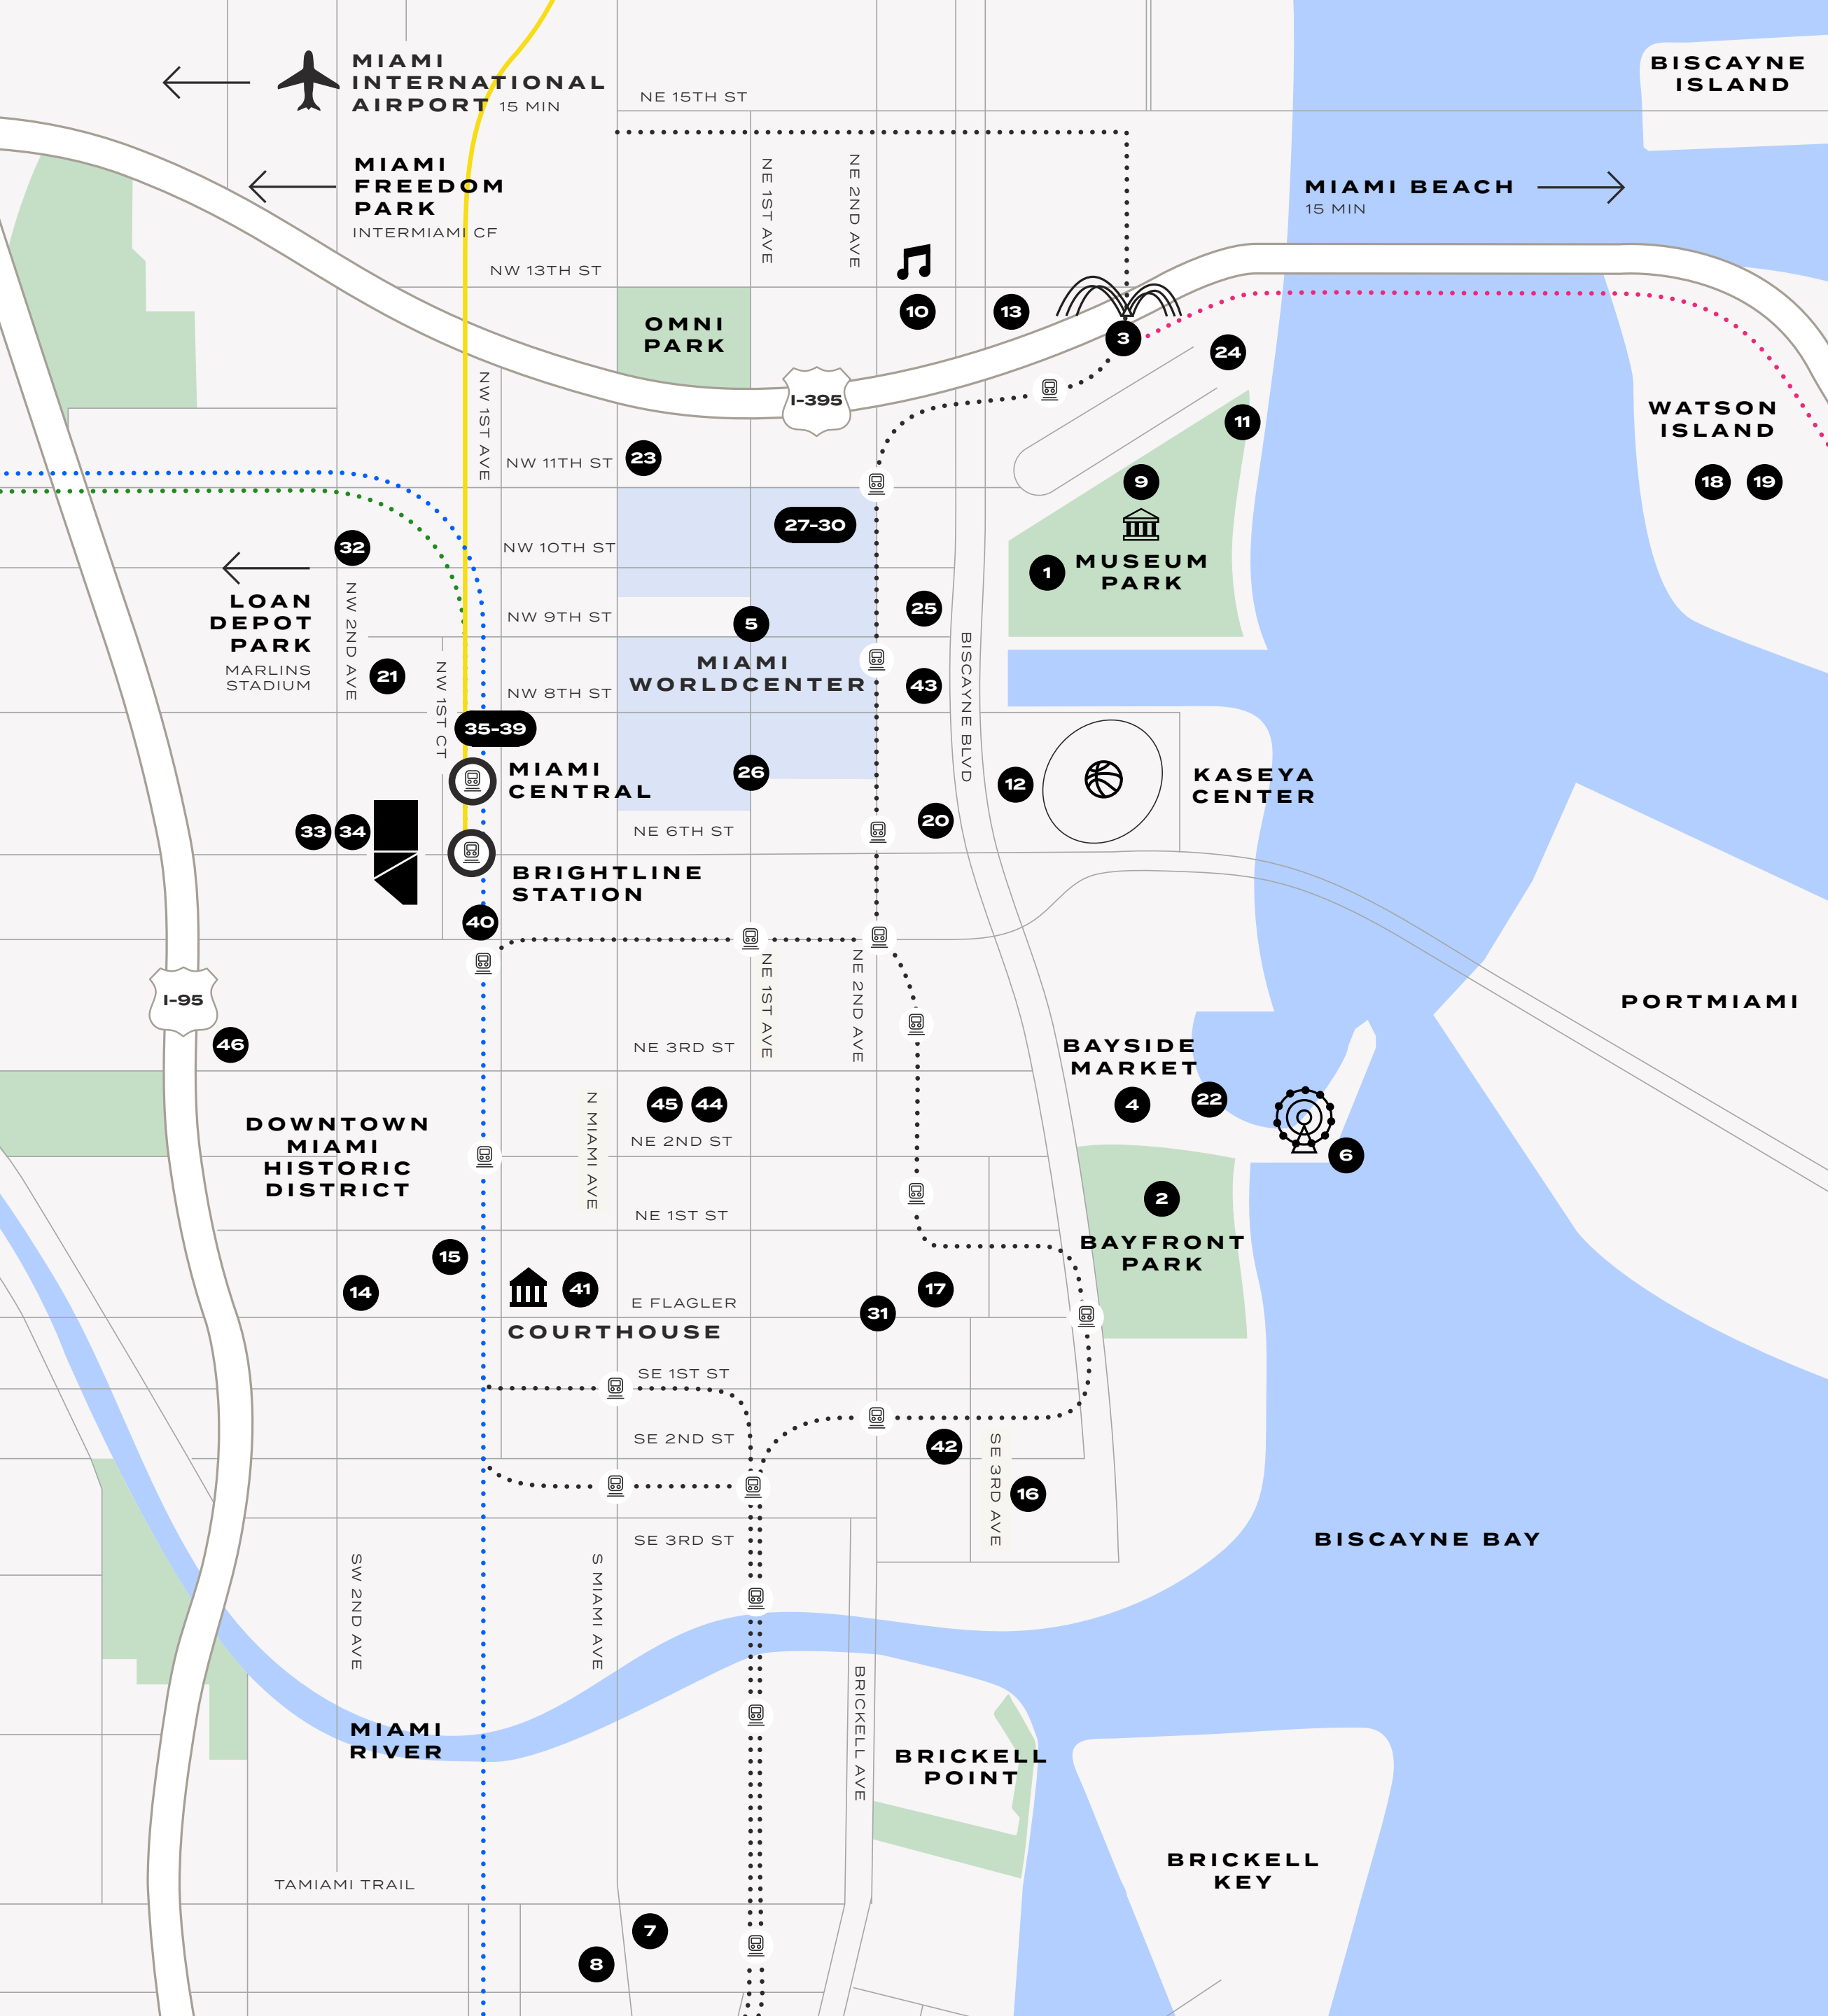 MIAMI
INTERNATIONAL
AIRPORT 15 MIN
NE 15TH ST
BISCAYNE
ISLAND
MIAMI
FREEDOM
PARK
INTERMIAMI CF
NE 1ST AVE
NE 2ND AVE
MIAMI BEACH
15 MIN
NW 13TH ST
10
13
OMNI
PARK
3
24
I-395
NW 1ST AVE
11
WATSON
ISLAND
NW 11TH ST
23
9
18
19
27-30
32
NW 10TH ST
1
MUSEUM
PARK
LOAN
DEPOT
PARK
MARLINS
STADIUM
NW 2ND AVE
NW 9TH ST
5
25
21
NW 1ST CT
NW 8TH ST
MIAMI
WORLDCENTER
43
BISCAYNE BLVD
35-39
MIAMI
CENTRAL
26
12
KASEYA
CENTER
33
34
NE 6TH ST
20
BRIGHTLINE
STATION
40
I-95
NE 1ST AVE
NE 2ND AVE
PORTMIAMI
46
NE 3RD ST
BAYSIDE
MARKET
4
22
DOWNTOWN
MIAMI
HISTORIC
DISTRICT
N MIAMI AVE
45
44
NE 2ND ST
6
2
NE 1ST ST
BAYFRONT
PARK
15
14
41
E FLAGLER
COURTHOUSE
31
17
SE 1ST ST
SE 2ND ST
42
SE 3RD AVE
16
SE 3RD ST
BISCAYNE BAY
SW 2ND AVE
S MIAMI AVE
BRICKELL AVE
MIAMI
RIVER
BRICKELL
POINT
BRICKELL
KEY
TAMIAMI TRAIL
7
8